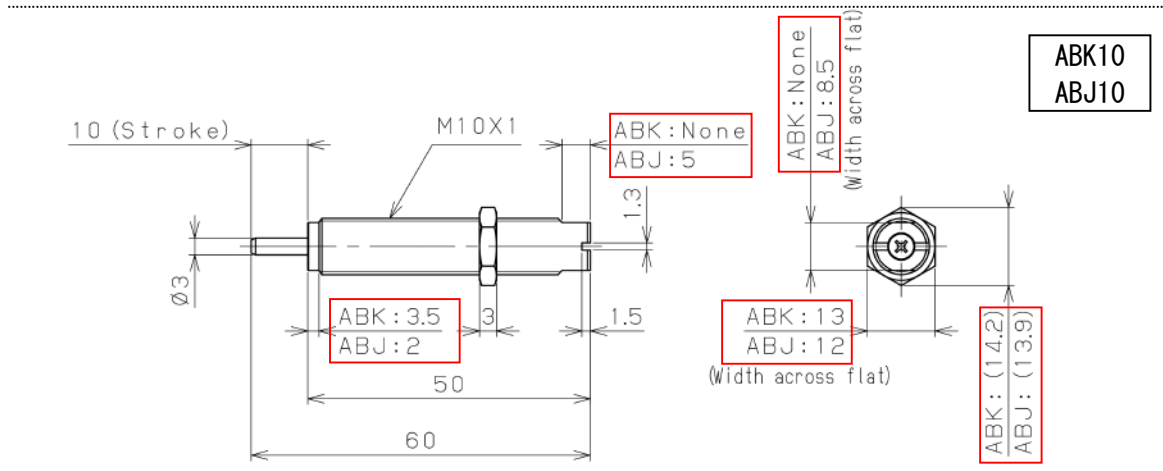 ABK10
ABJ10
10 (Stroke)
M10X1
ABK:None
ABJ:5
1.3
Ø3
ABK:3.5
ABJ:2
3
1.5
50
60
ABK:None
ABJ:8.5
(Width across flat)
ABK:13
ABJ:12
(Width across flat)
ABK:(14.2)
ABJ:(13.9)